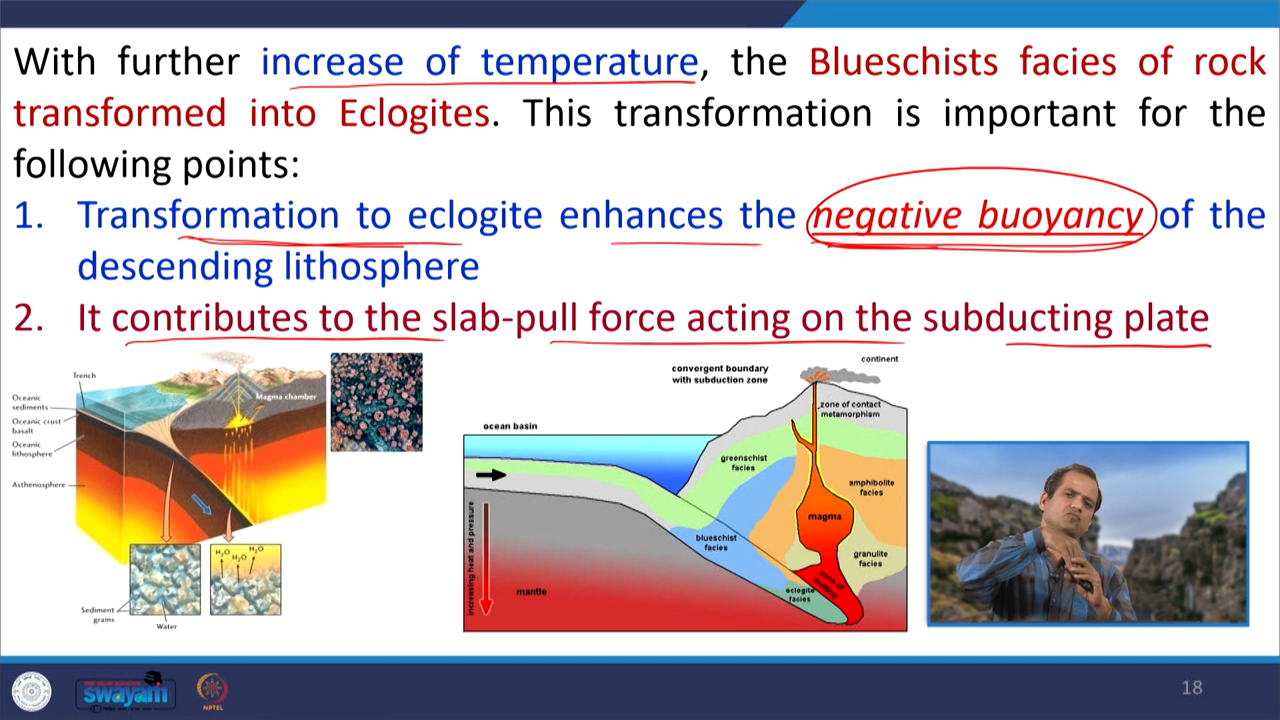 With further increase of temperature, the Blueschists facies of rock
transformed into Eclogites. This transformation is important for the
following points:
1. Transformation to eclogite enhances the negative buoyancy of the
descending lithosphere
2. It contributes to the slab-pull force acting on the subducting plate
Trench
Magma chamber
Oceanic
sediments
Oceanic crust
basalt
Oceanic
lithosphere
Asthenosphere
H₂O
H₂O
H₂O
Sediment
grains
Water
continent
convergent boundary
with subduction zone
zone of contact
metamorphism
ocean basin
greenschist
facies
amphibolite
facies
magma
blueschist
facies
granulite
facies
increasing heat and pressure
mantle
eclogite
facies
swayam
NPTEL
18